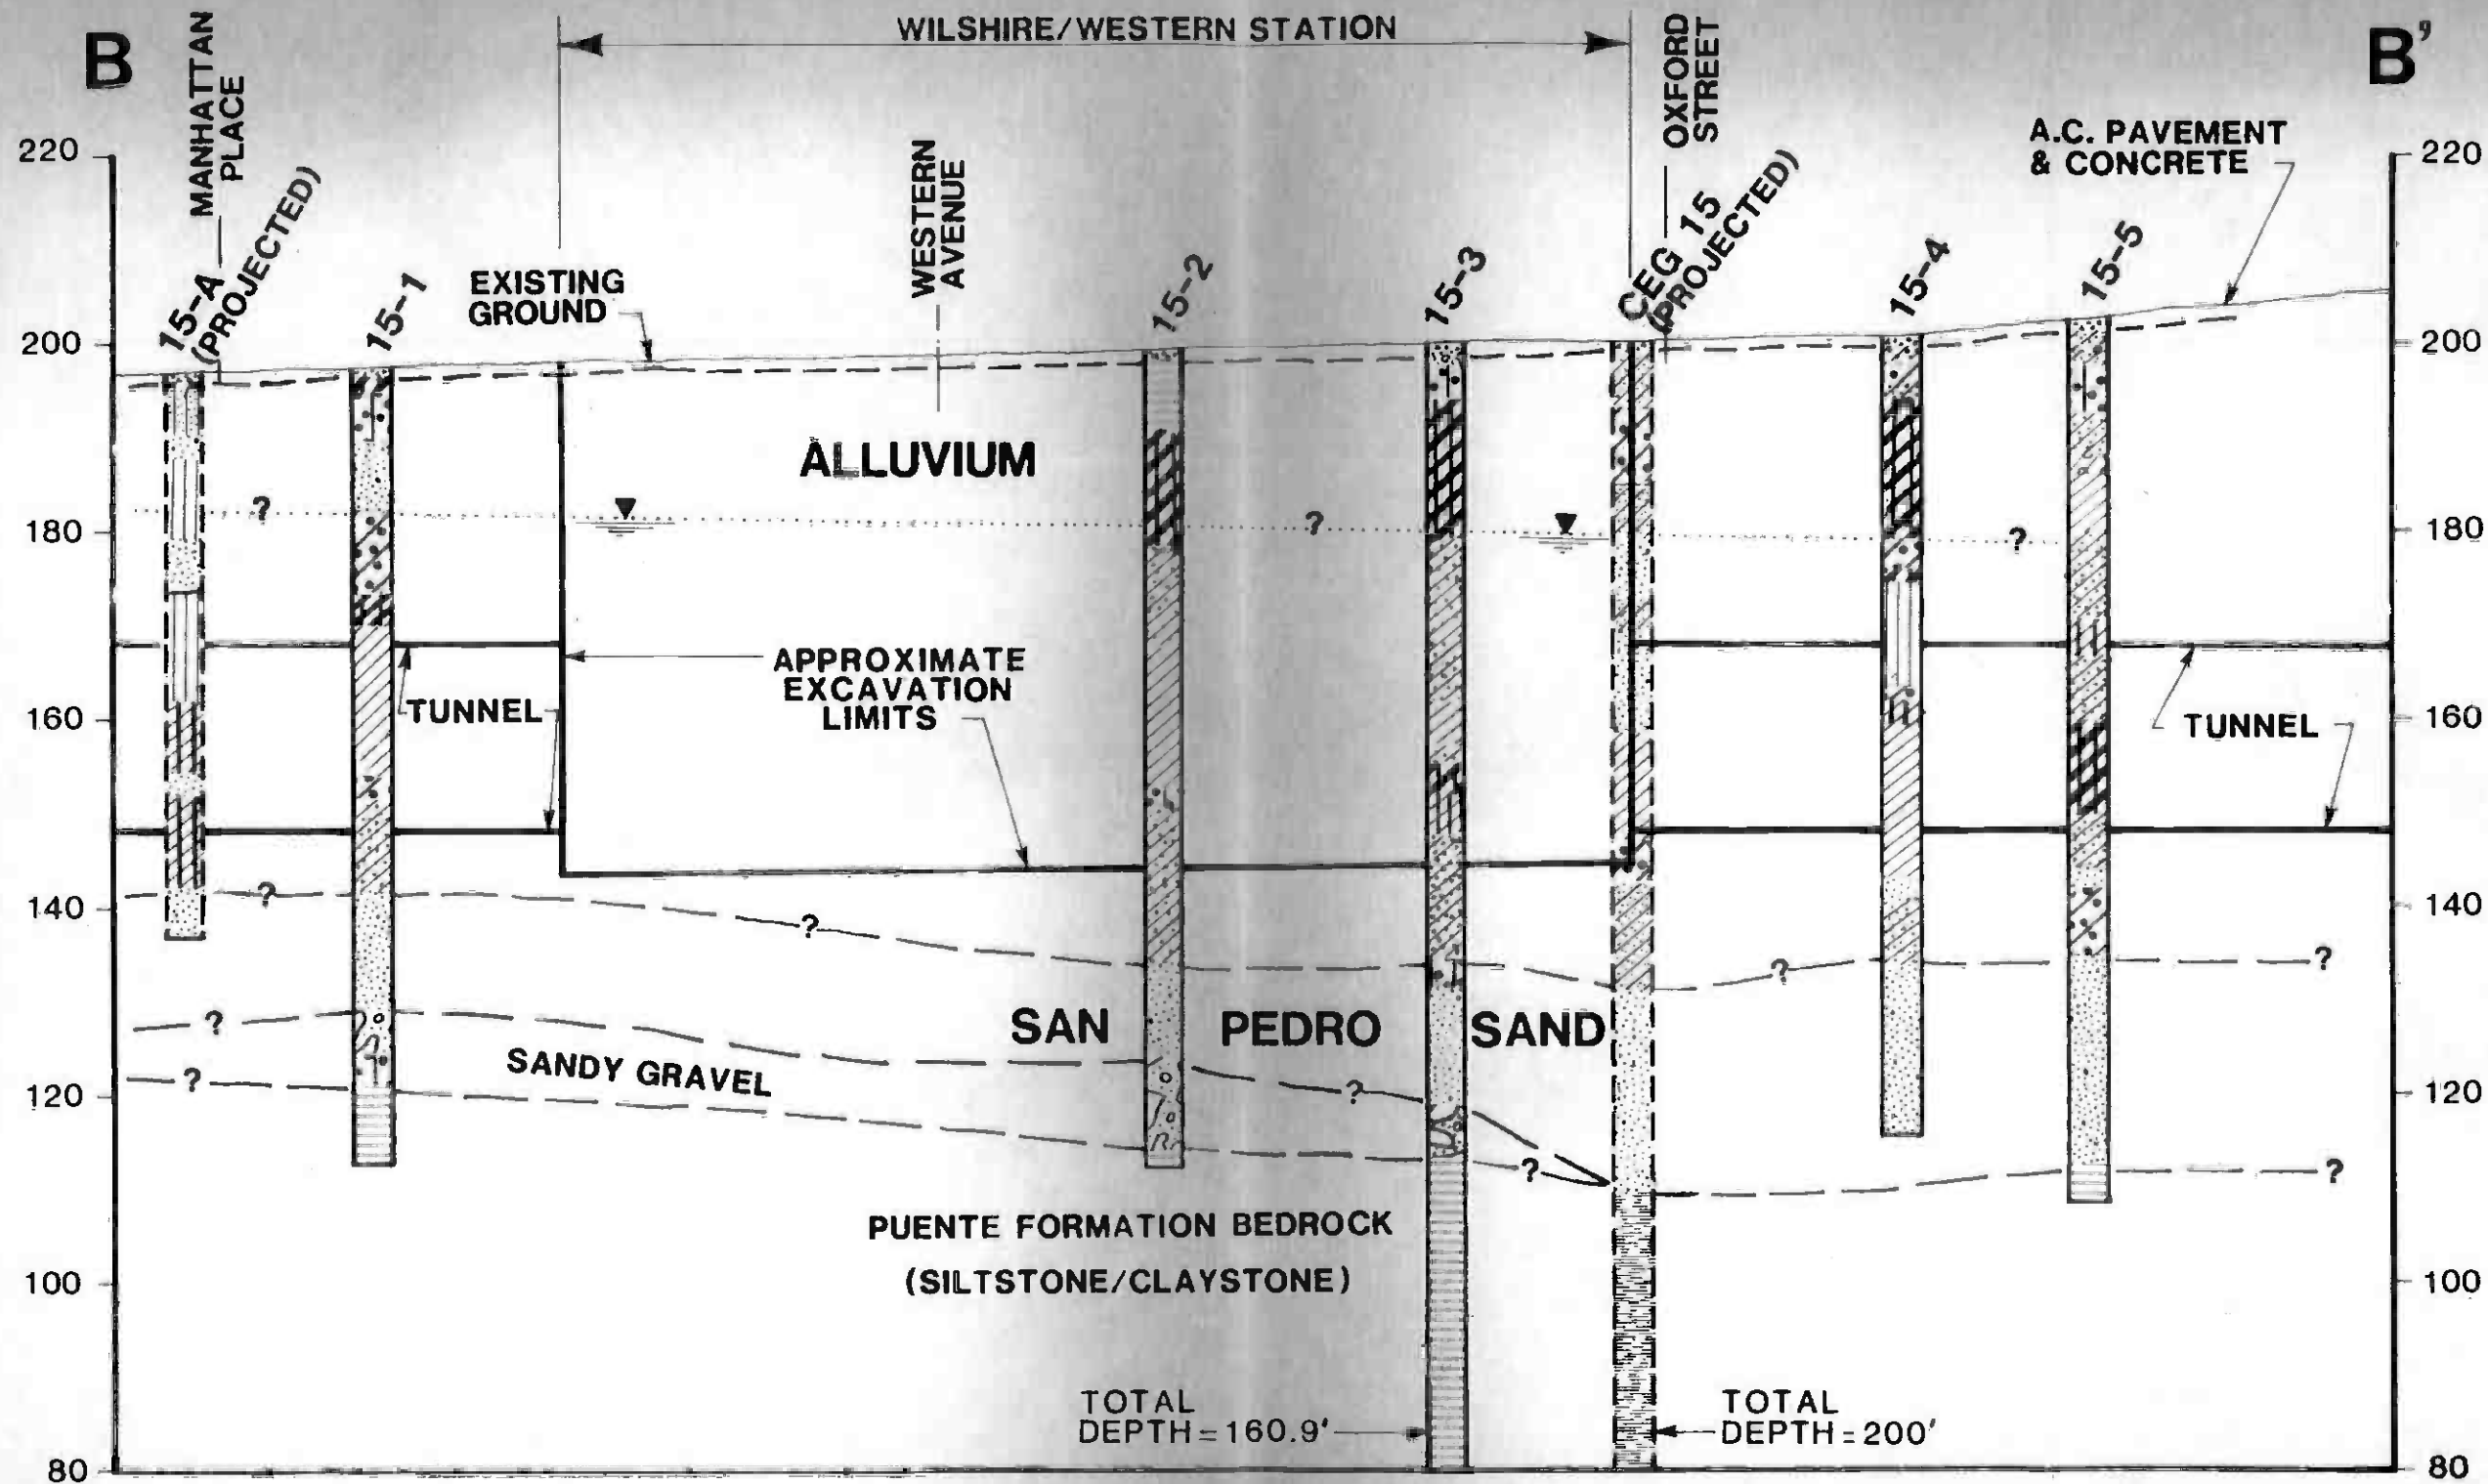 B
MANHATTAN
PLACE
WILSHIRE/WESTERN STATION
OXFORD
STREET
B'
A.C. PAVEMENT
& CONCRETE
WESTERN
AVENUE
15-A
(PROJECTED)
15-1
EXISTING
GROUND
15-2
15-3
CEG 15
(PROJECTED)
15-4
15-5
220
200
180
160
140
120
100
80
220
200
180
160
140
120
100
80
ALLUVIUM
?
?
?
APPROXIMATE
EXCAVATION
LIMITS
TUNNEL
TUNNEL
?
?
?
?
?
SAN PEDRO SAND
?
SANDY GRAVEL
?
?
?
?
PUENTE FORMATION BEDROCK
(SILTSTONE/CLAYSTONE)
TOTAL
DEPTH = 160.9'
TOTAL
DEPTH = 200'